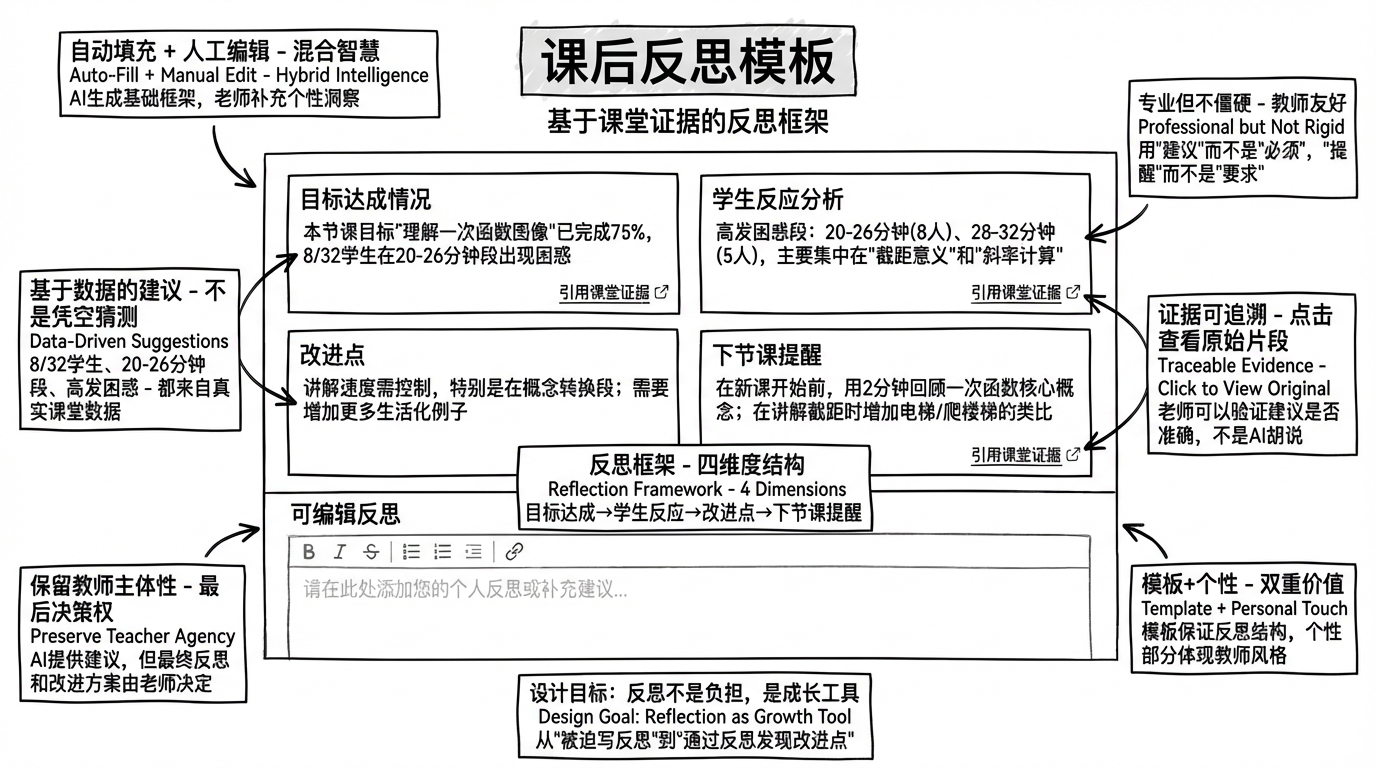 课后反思模板
基于课堂证据的反思框架
自动填充 + 人工编辑 - 混合智慧
Auto-Fill + Manual Edit - Hybrid Intelligence
AI生成基础框架，老师补充个性洞察
专业但不僵硬 - 教师友好
Professional but Not Rigid
用"建议"而不是"必须"，"提
醒"而不是"要求"
目标达成情况
本节课目标"理解一次函数图像"已完成75%，
8/32学生在20-26分钟段出现困惑
引用课堂证据
学生反应分析
高发困惑段：20-26分钟(8人)、28-32分钟
(5人)，主要集中在"截距意义"和"斜率计算"
引用课堂证据
基于数据的建议 - 不
是凭空猜测
Data-Driven Suggestions
8/32学生、20-26分钟
段、高发困惑 - 都来自真
实课堂数据
证据可追溯 - 点击
查看原始片段
Traceable Evidence -
Click to View Original
老师可以验证建议是否
准确，不是AI胡说
改进点
讲解速度需控制，特别是在概念转换段；需要
增加更多生活化例子
下节课提醒
在新课开始前，用2分钟回顾一次函数核心概
念；在讲解截距时增加电梯/爬楼梯的类比
引用课堂证据
反思框架 - 四维度结构
Reflection Framework - 4 Dimensions
目标达成→学生反应→改进点→下节课提醒
可编辑反思
B I S
请在此处添加您的个人反思或补充建议...
保留教师主体性 - 最
后决策权
Preserve Teacher Agency
AI提供建议，但最终反思
和改进方案由老师决定
模板+个性 - 双重价值
Template + Personal Touch
模板保证反思结构，个性
部分体现教师风格
设计目标：反思不是负担，是成长工具
Design Goal: Reflection as Growth Tool
从"被迫写反思"到"通过反思发现改进点"